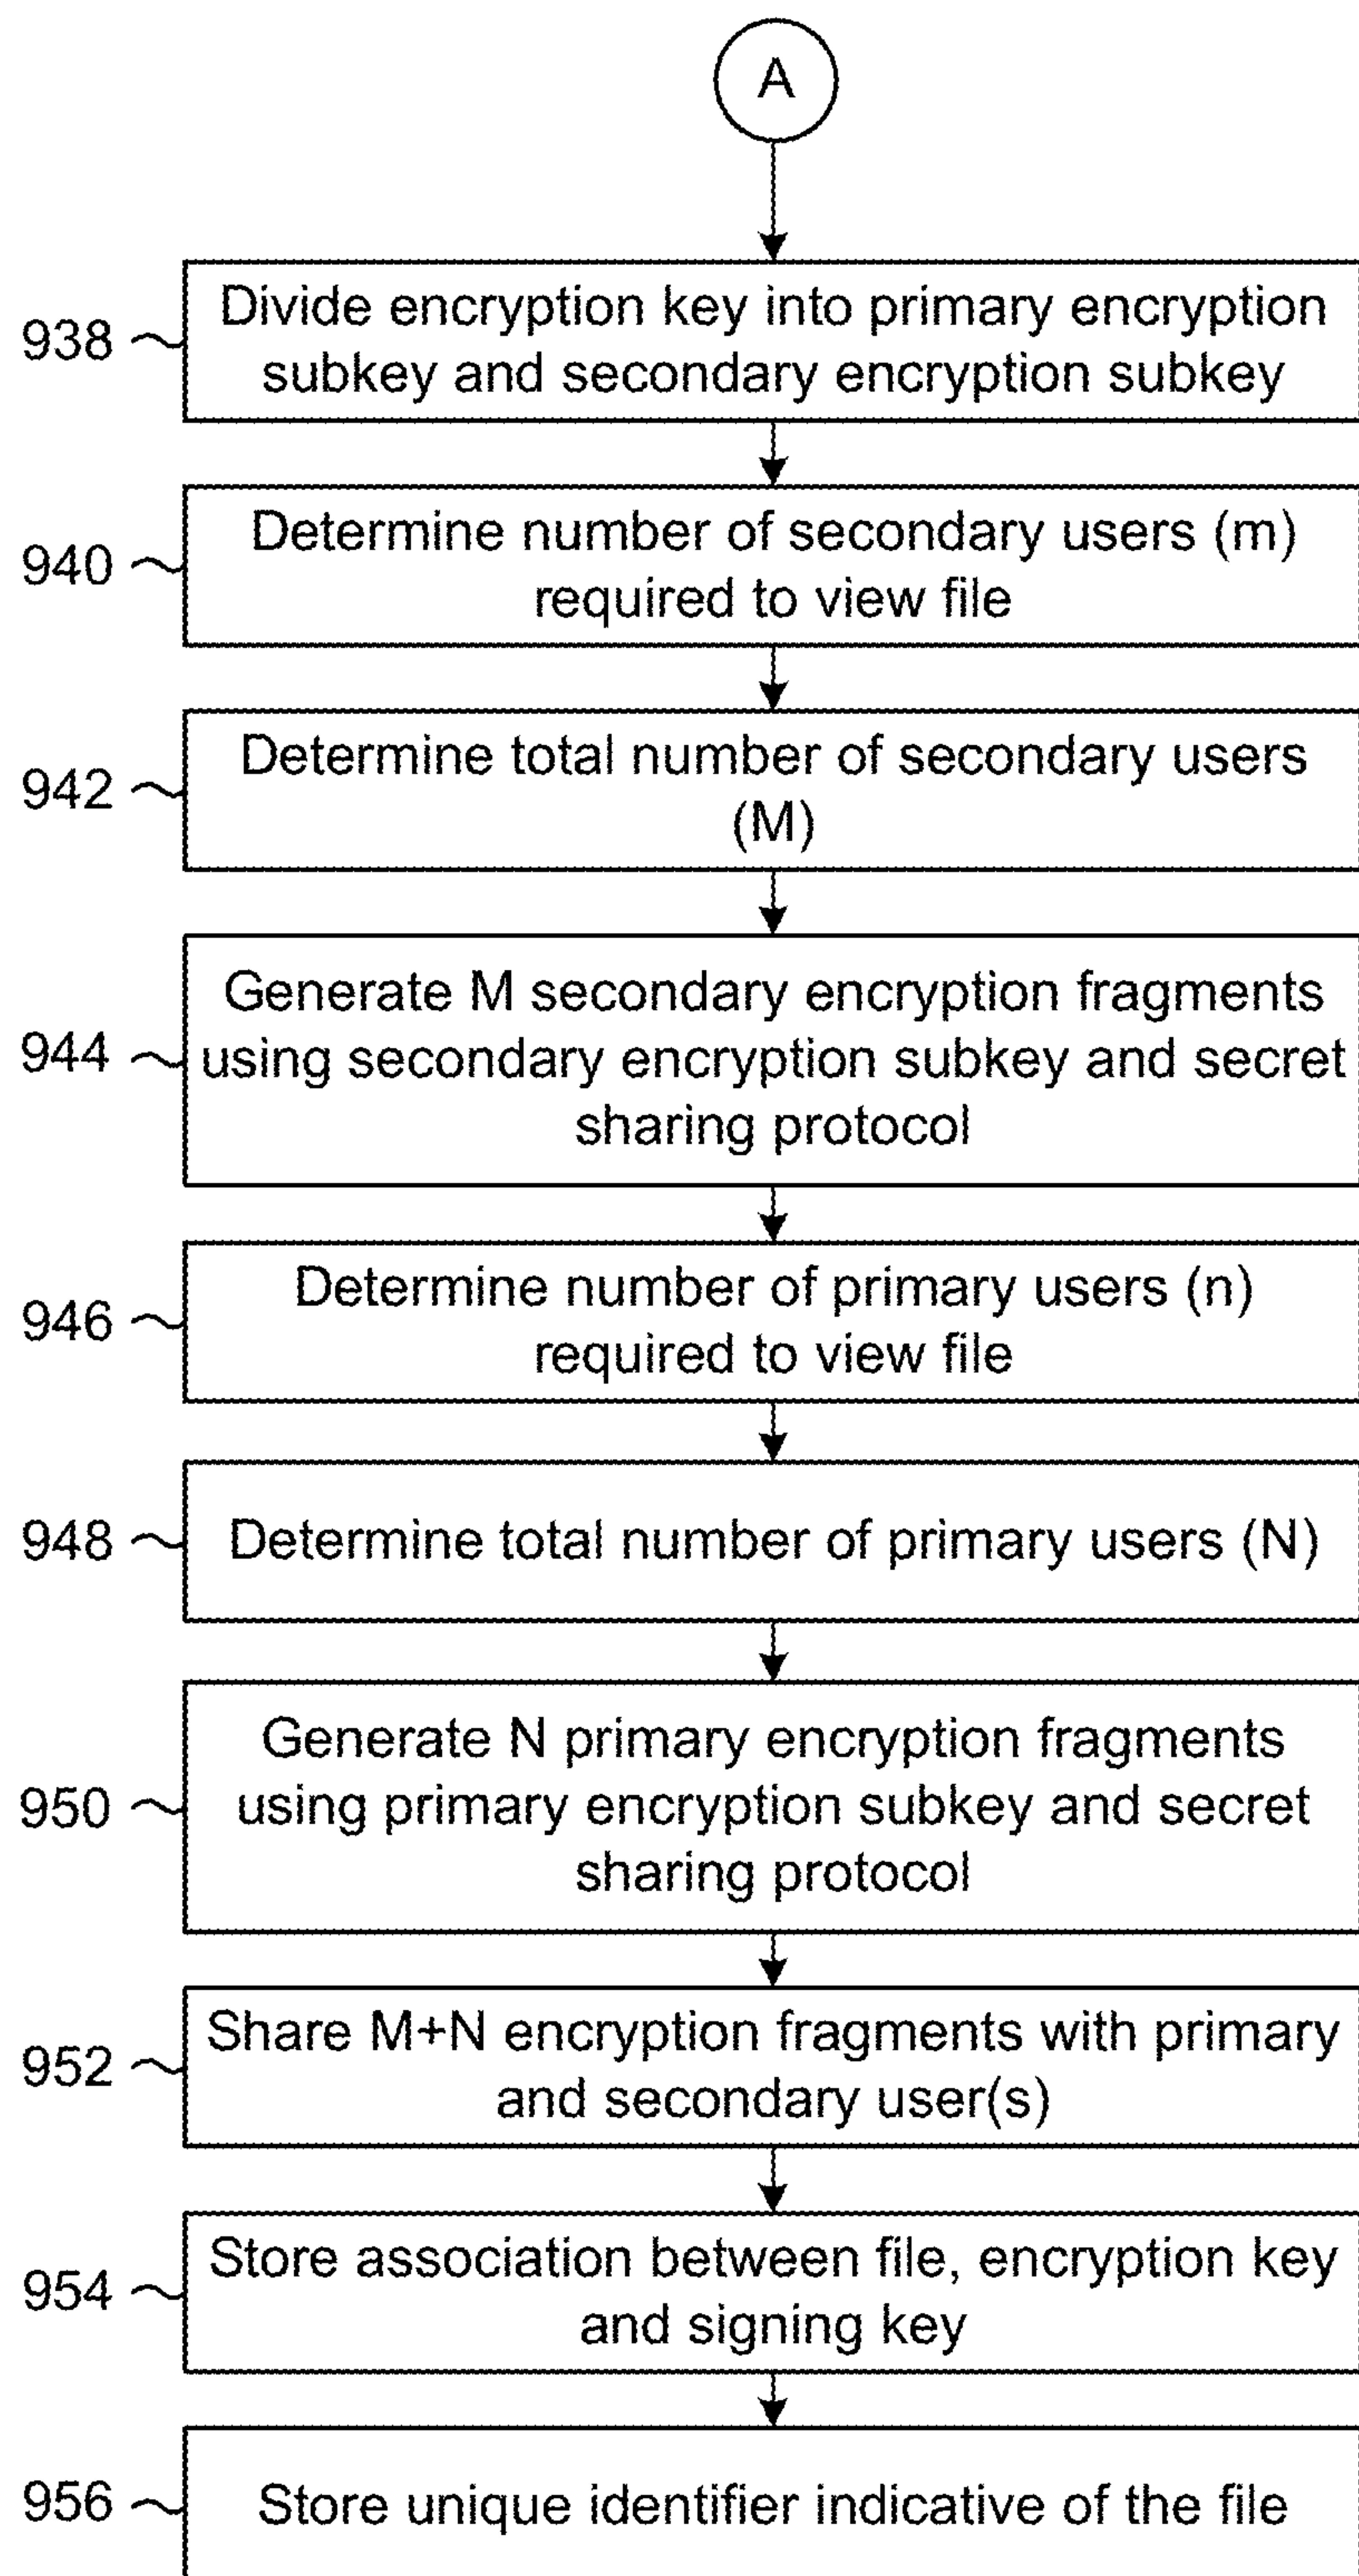 A
938
Divide encryption key into primary encryption
subkey and secondary encryption subkey
940
Determine number of secondary users (m)
required to view file
942
Determine total number of secondary users
(M)
944
Generate M secondary encryption fragments
using secondary encryption subkey and secret
sharing protocol
946
Determine number of primary users (n)
required to view file
948
Determine total number of primary users (N)
950
Generate N primary encryption fragments
using primary encryption subkey and secret
sharing protocol
952
Share M+N encryption fragments with primary
and secondary user(s)
954
Store association between file, encryption key
and signing key
956
Store unique identifier indicative of the file